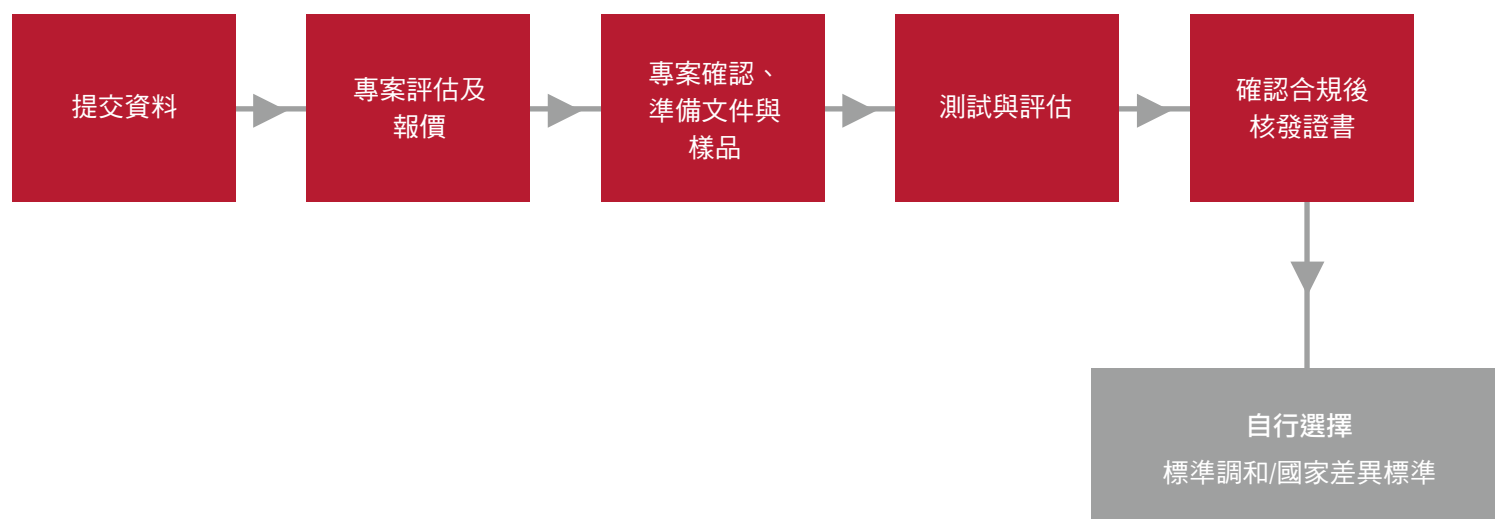 提交資料
專案評估及
報價
專案確認、
準備文件與
樣品
測試與評估
確認合規後
核發證書
自行選擇
標準調和/國家差異標準